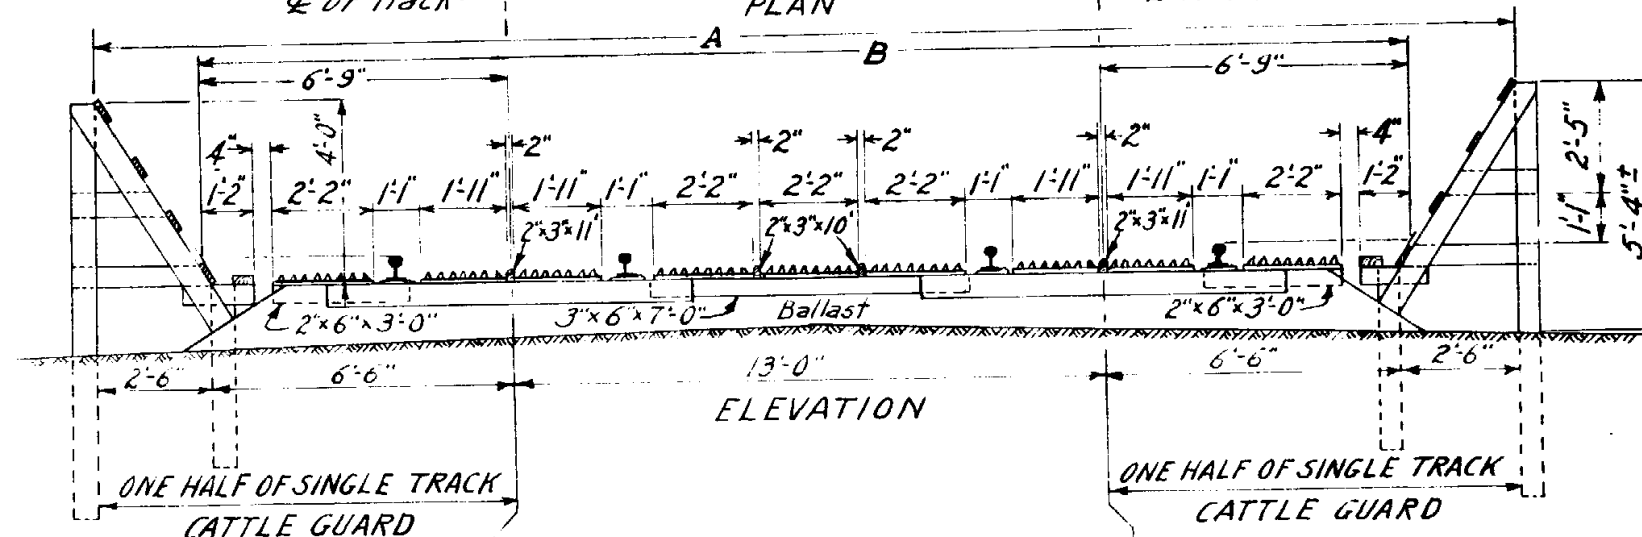 ℄ of Track PLAN
A
B
6'-9" 6'-9"
4'-0"
2'-5"
4" 2" 2" 2" 2" 4"
1'-2" 2'-2" 1'-1" 1'-11" 1'-11" 1'-1" 2'-2" 2'-2" 2'-2" 1'-1" 1'-11" 1'-11" 1'-1" 2'-2" 1'-2"
1'-1"
5'-4"±
2"x3"x11' 2"x3"x10' 2"x3"x11'
2"x6"x3'-0" 3"x6"x7'-0" Ballast 2"x6"x3'-0"
2'-6" 6'-6" 13'-0" 6'-6" 2'-6"
ELEVATION
ONE HALF OF SINGLE TRACK ONE HALF OF SINGLE TRACK
CATTLE GUARD CATTLE GUARD